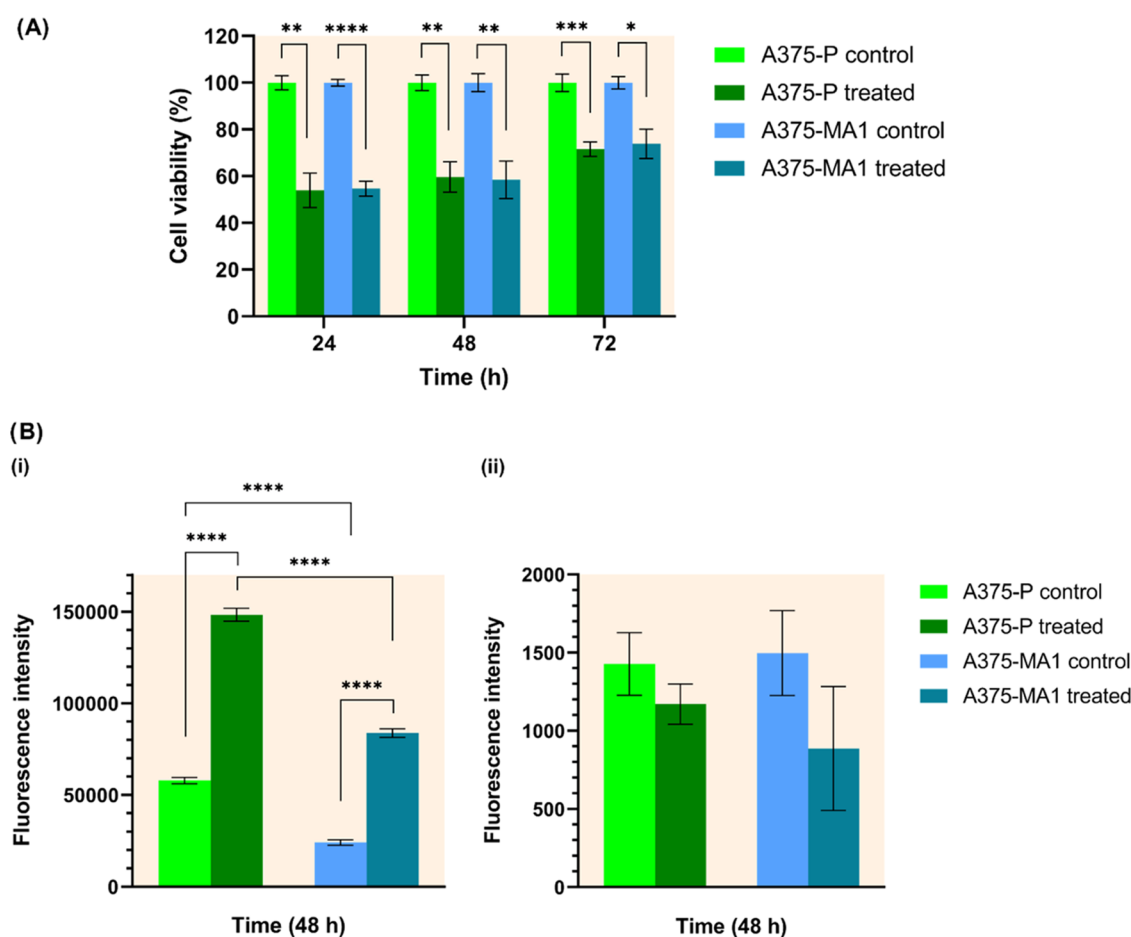 (A)
** **** ** ** *** *
120
100
80
60
40
20
0
Cell viability (%)
24 48 72
Time (h)
A375-P control
A375-P treated
A375-MA1 control
A375-MA1 treated
(B)
(i)
****
****
****
****
150000
100000
50000
0
Fluorescence intensity
Time (48 h)
(ii)
2000
1500
1000
500
0
Fluorescence intensity
Time (48 h)
A375-P control
A375-P treated
A375-MA1 control
A375-MA1 treated